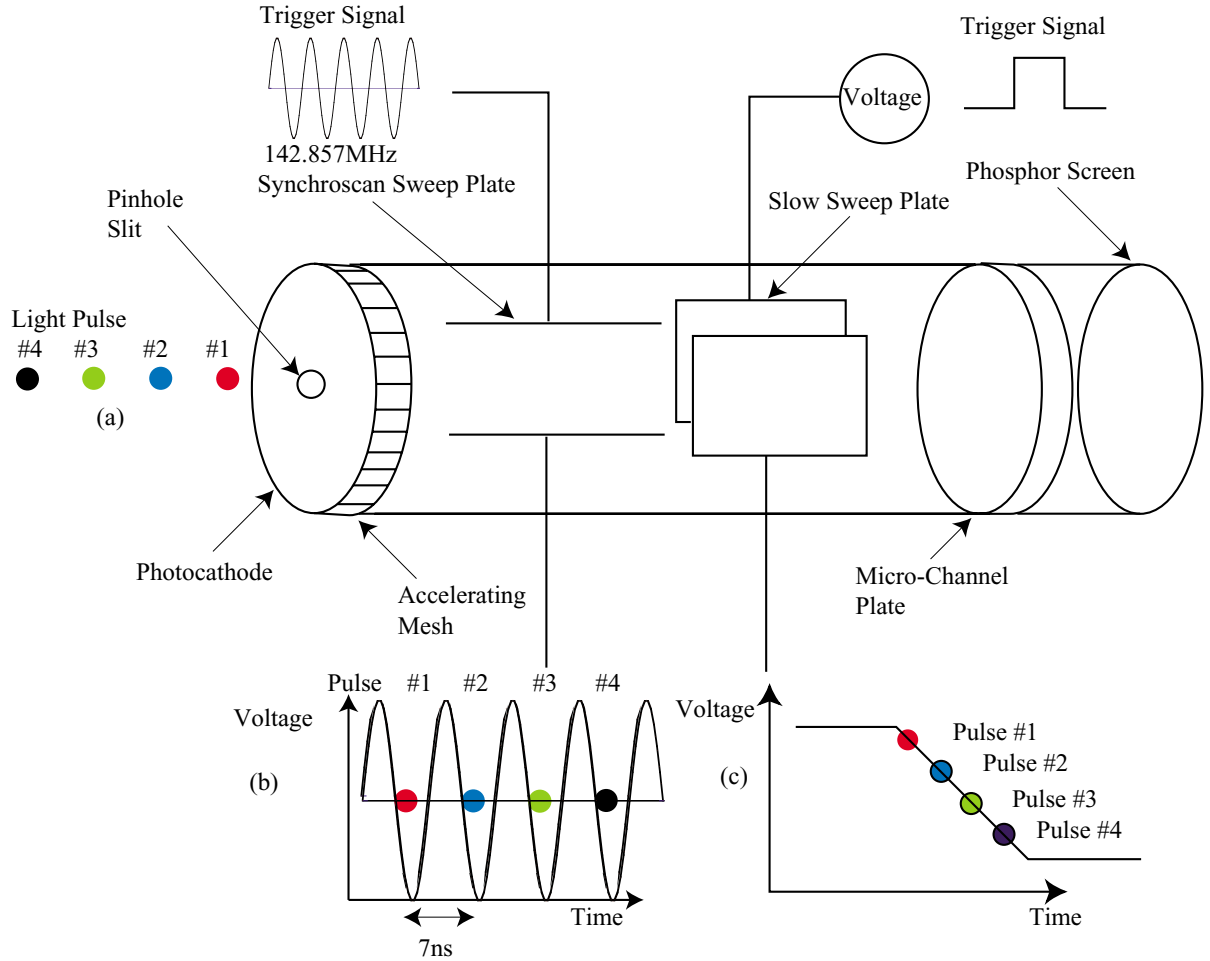 Trigger Signal
142.857MHz
Synchroscan Sweep Plate
Voltage
Trigger Signal
Phosphor Screen
Slow Sweep Plate
Pinhole
Slit
Light Pulse
#4 #3 #2 #1
(a)
Photocathode
Accelerating
Mesh
Micro-Channel
Plate
Pulse #1 #2 #3 #4
Voltage
(b)
Time
7ns
Voltage
(c)
Pulse #1
Pulse #2
Pulse #3
Pulse #4
Time